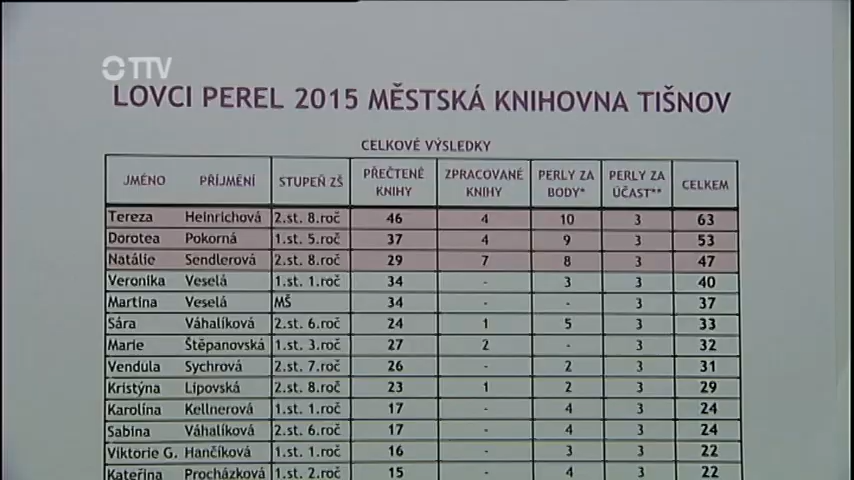 OTTV
LOVCI PEREL 2015 MĚSTSKÁ KNIHOVNA TIŠNOV
CELKOVÉ VÝSLEDKY
JMÉNO PŘÍJMENÍ STUPEŇ ZŠ PŘEČTENÉ KNIHY ZPRACOVANÉ KNIHY PERLY ZA BODY* PERLY ZA ÚČAST** CELKEM
Tereza Heinrichová 2.st. 8.roč 46 4 10 3 63
Dorotea Pokorná 1.st. 5.roč 37 4 9 3 53
Natálie Sendlerová 2.st. 8.roč 29 7 8 3 47
Veronika Veselá 1.st. 1.roč 34 - 3 3 40
Martina Veselá MŠ 34 - - 3 37
Sára Váhalíková 2.st. 6.roč 24 1 5 3 33
Marie Štěpanovská 1.st. 3.roč 27 2 - 3 32
Vendula Sychrová 2.st. 7.roč 26 - 2 3 31
Kristýna Lipovská 2.st. 8.roč 23 1 2 3 29
Karolína Kellnerová 1.st. 1.roč 17 - 4 3 24
Sabina Váhalíková 2.st. 6.roč 17 - 4 3 24
Viktorie G. Hančíková 1.st. 1.roč 16 - 3 3 22
Kateřina Procházková 1.st. 2.roč 15 - 4 3 22